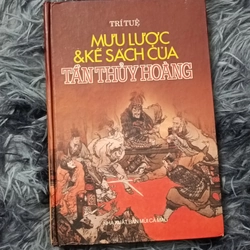 TRÍ TUỆ
MƯU LƯỢC
& KẾ SÁCH CỦA
TẦN THỦY HOÀNG
NHÀ XUẤT BẢN MŨI CÀ MAU